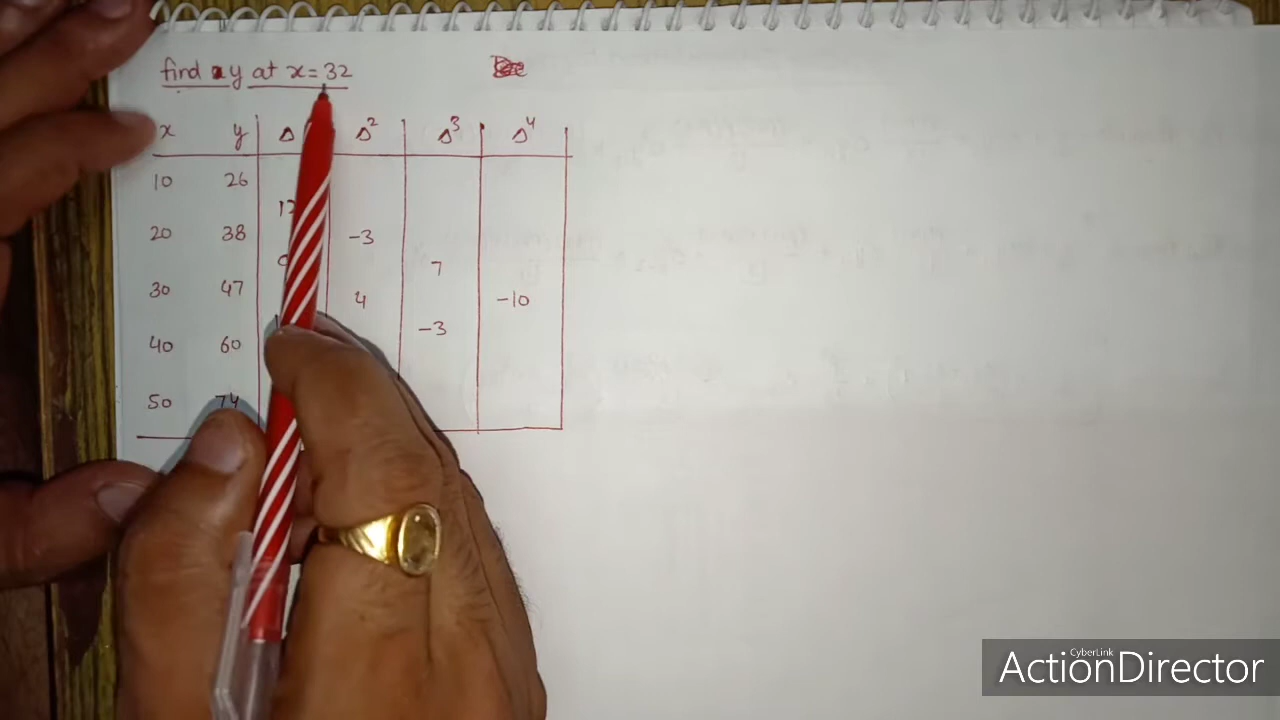 find y at x=32
x y Δ Δ² Δ³ Δ⁴
10 26
12
20 38 -3
7
30 47 4 -10
-3
40 60
50 74
CyberLink
ActionDirector